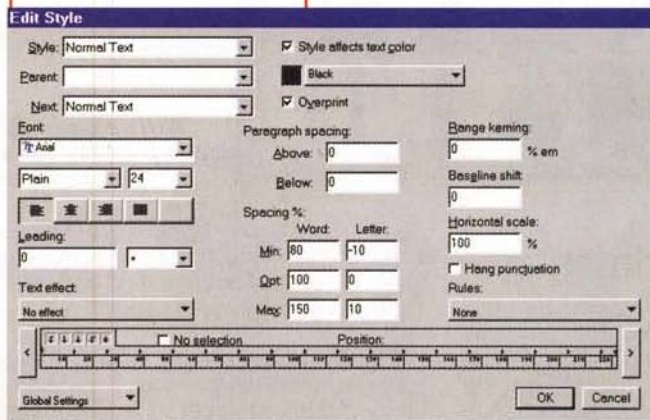 Edit Style
Style: Normal Text
Style affects text color
Parent:
Black
Next: Normal Text
Overprint
Font:
Tr Arial
Plain 24
Paragraph spacing:
Above: 0
Below: 0
Range kerning:
0 % em
Baseline shift:
0
Leading:
0 +
Spacing %:
Word: Letter:
Min: 80 -10
Opt: 100 0
Max: 150 10
Horizontal scale:
100 %
Hang punctuation
Text effect:
No effect
Rules:
None
No selection Position:
Global Settings
OK Cancel